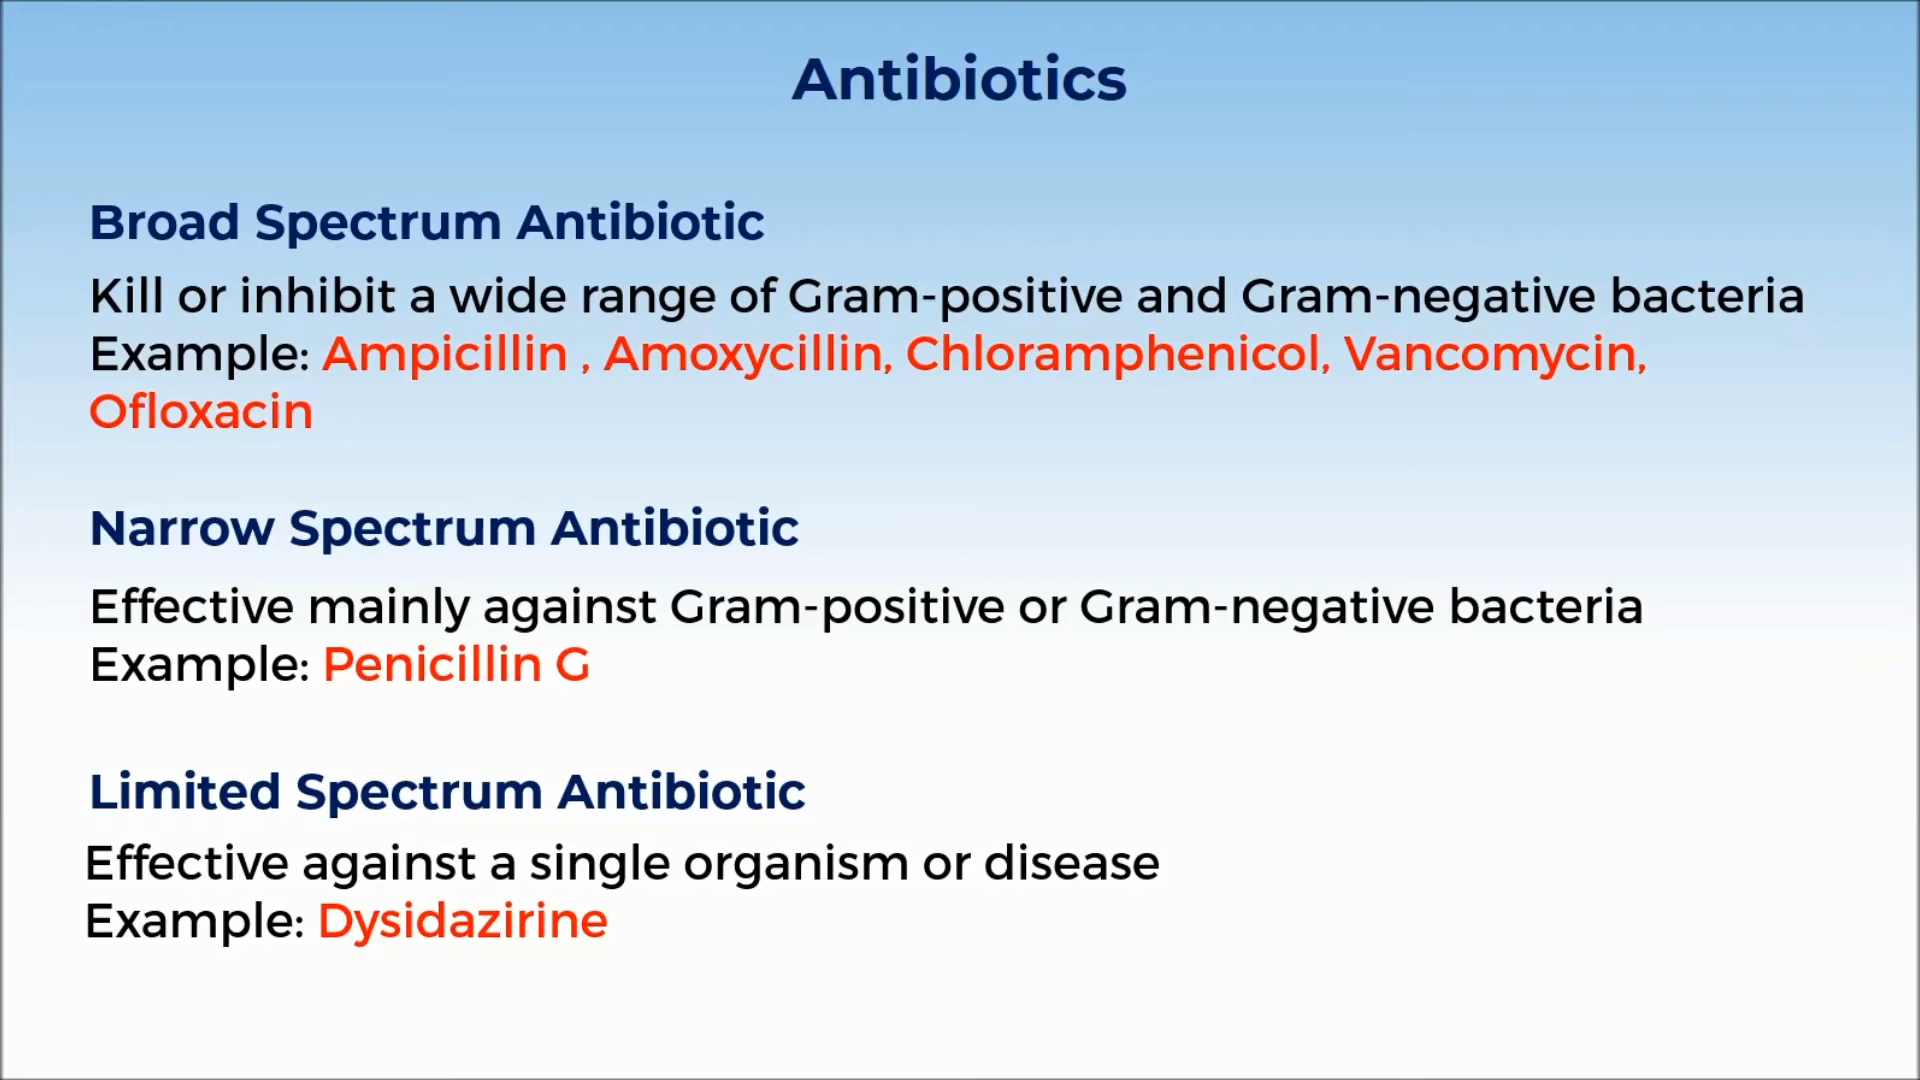 Antibiotics
Broad Spectrum Antibiotic
Kill or inhibit a wide range of Gram-positive and Gram-negative bacteria
Example: Ampicillin , Amoxycillin, Chloramphenicol, Vancomycin,
Ofloxacin
Narrow Spectrum Antibiotic
Effective mainly against Gram-positive or Gram-negative bacteria
Example: Penicillin G
Limited Spectrum Antibiotic
Effective against a single organism or disease
Example: Dysidazirine